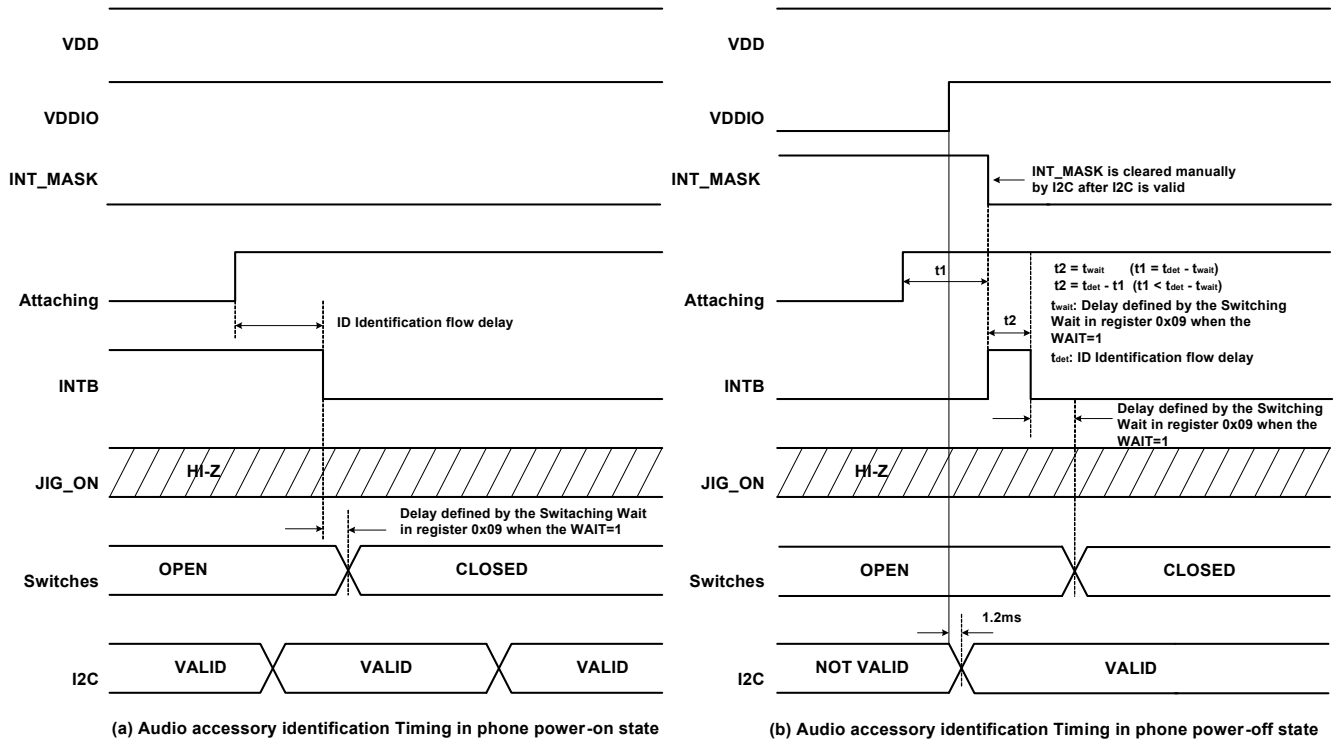 VDD
VDDIO
INT_MASK
Attaching
ID Identification flow delay
INTB
HI-Z
JIG_ON
Delay defined by the Switaching Wait
in register 0x09 when the WAIT=1
OPEN
CLOSED
Switches
VALID
VALID
VALID
I2C
(a) Audio accessory identification Timing in phone power-on state
VDD
VDDIO
INT_MASK
INT_MASK is cleared manually
by I2C after I2C is valid
t1
Attaching
t2 = twait (t1 = tdet - twait)
t2 = tdet - t1 (t1 < tdet - twait)
twait: Delay defined by the Switching
Wait in register 0x09 when the
WAIT=1
tdet: ID Identification flow delay
t2
INTB
Delay defined by the Switching
Wait in register 0x09 when the
WAIT=1
HI-Z
JIG_ON
OPEN
CLOSED
Switches
1.2ms
NOT VALID
VALID
I2C
(b) Audio accessory identification Timing in phone power-off state